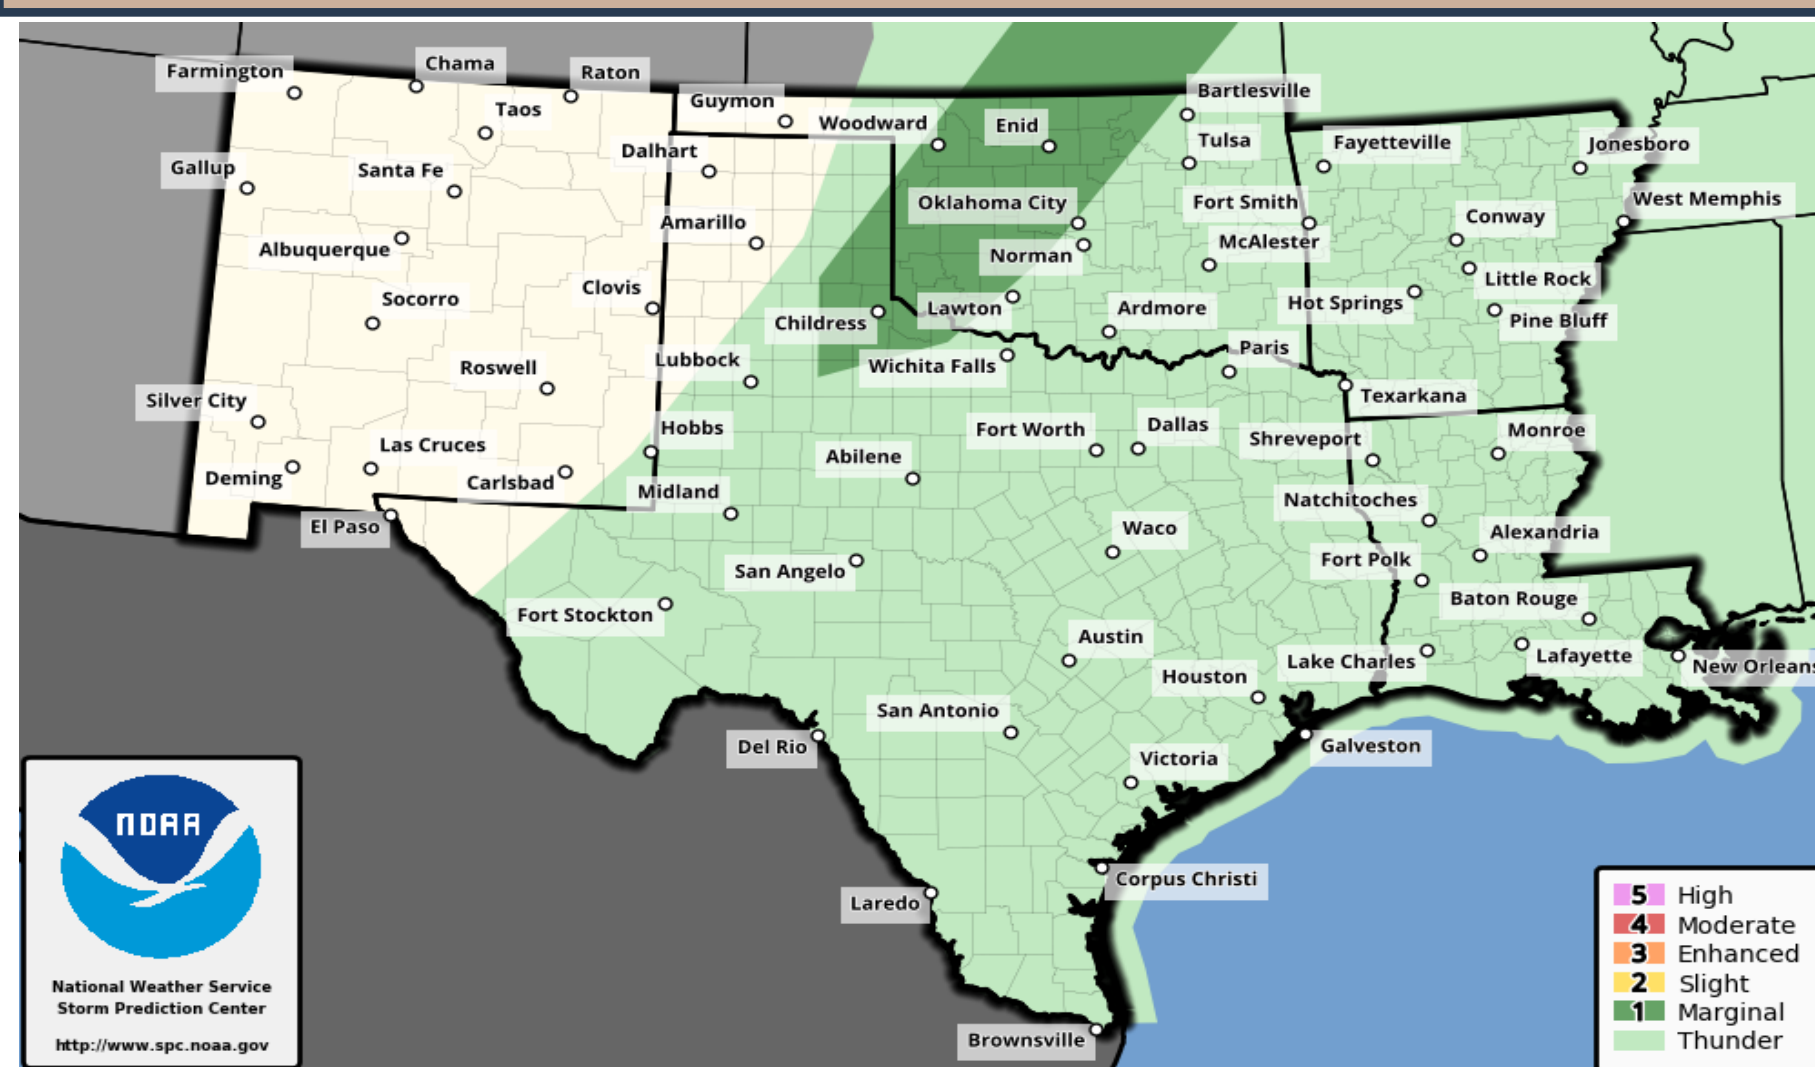 Farmington
Chama
Raton
Taos
Guymon
Woodward
Enid
Bartlesville
Tulsa
Fayetteville
Jonesboro
Gallup
Santa Fe
Dalhart
Amarillo
Oklahoma City
Fort Smith
West Memphis
Conway
Albuquerque
Norman
McAlester
Little Rock
Socorro
Clovis
Childress
Lawton
Ardmore
Hot Springs
Pine Bluff
Roswell
Lubbock
Wichita Falls
Paris
Texarkana
Silver City
Las Cruces
Hobbs
Abilene
Fort Worth
Dallas
Shreveport
Monroe
Deming
Carlsbad
Midland
Natchitoches
El Paso
Waco
Alexandria
San Angelo
Fort Polk
Fort Stockton
Baton Rouge
Austin
Houston
Lake Charles
Lafayette
New Orleans
San Antonio
Del Rio
Victoria
Galveston
Laredo
Corpus Christi
Brownsville
NOAA
National Weather Service
Storm Prediction Center
http://www.spc.noaa.gov
5 High
4 Moderate
3 Enhanced
2 Slight
1 Marginal
Thunder